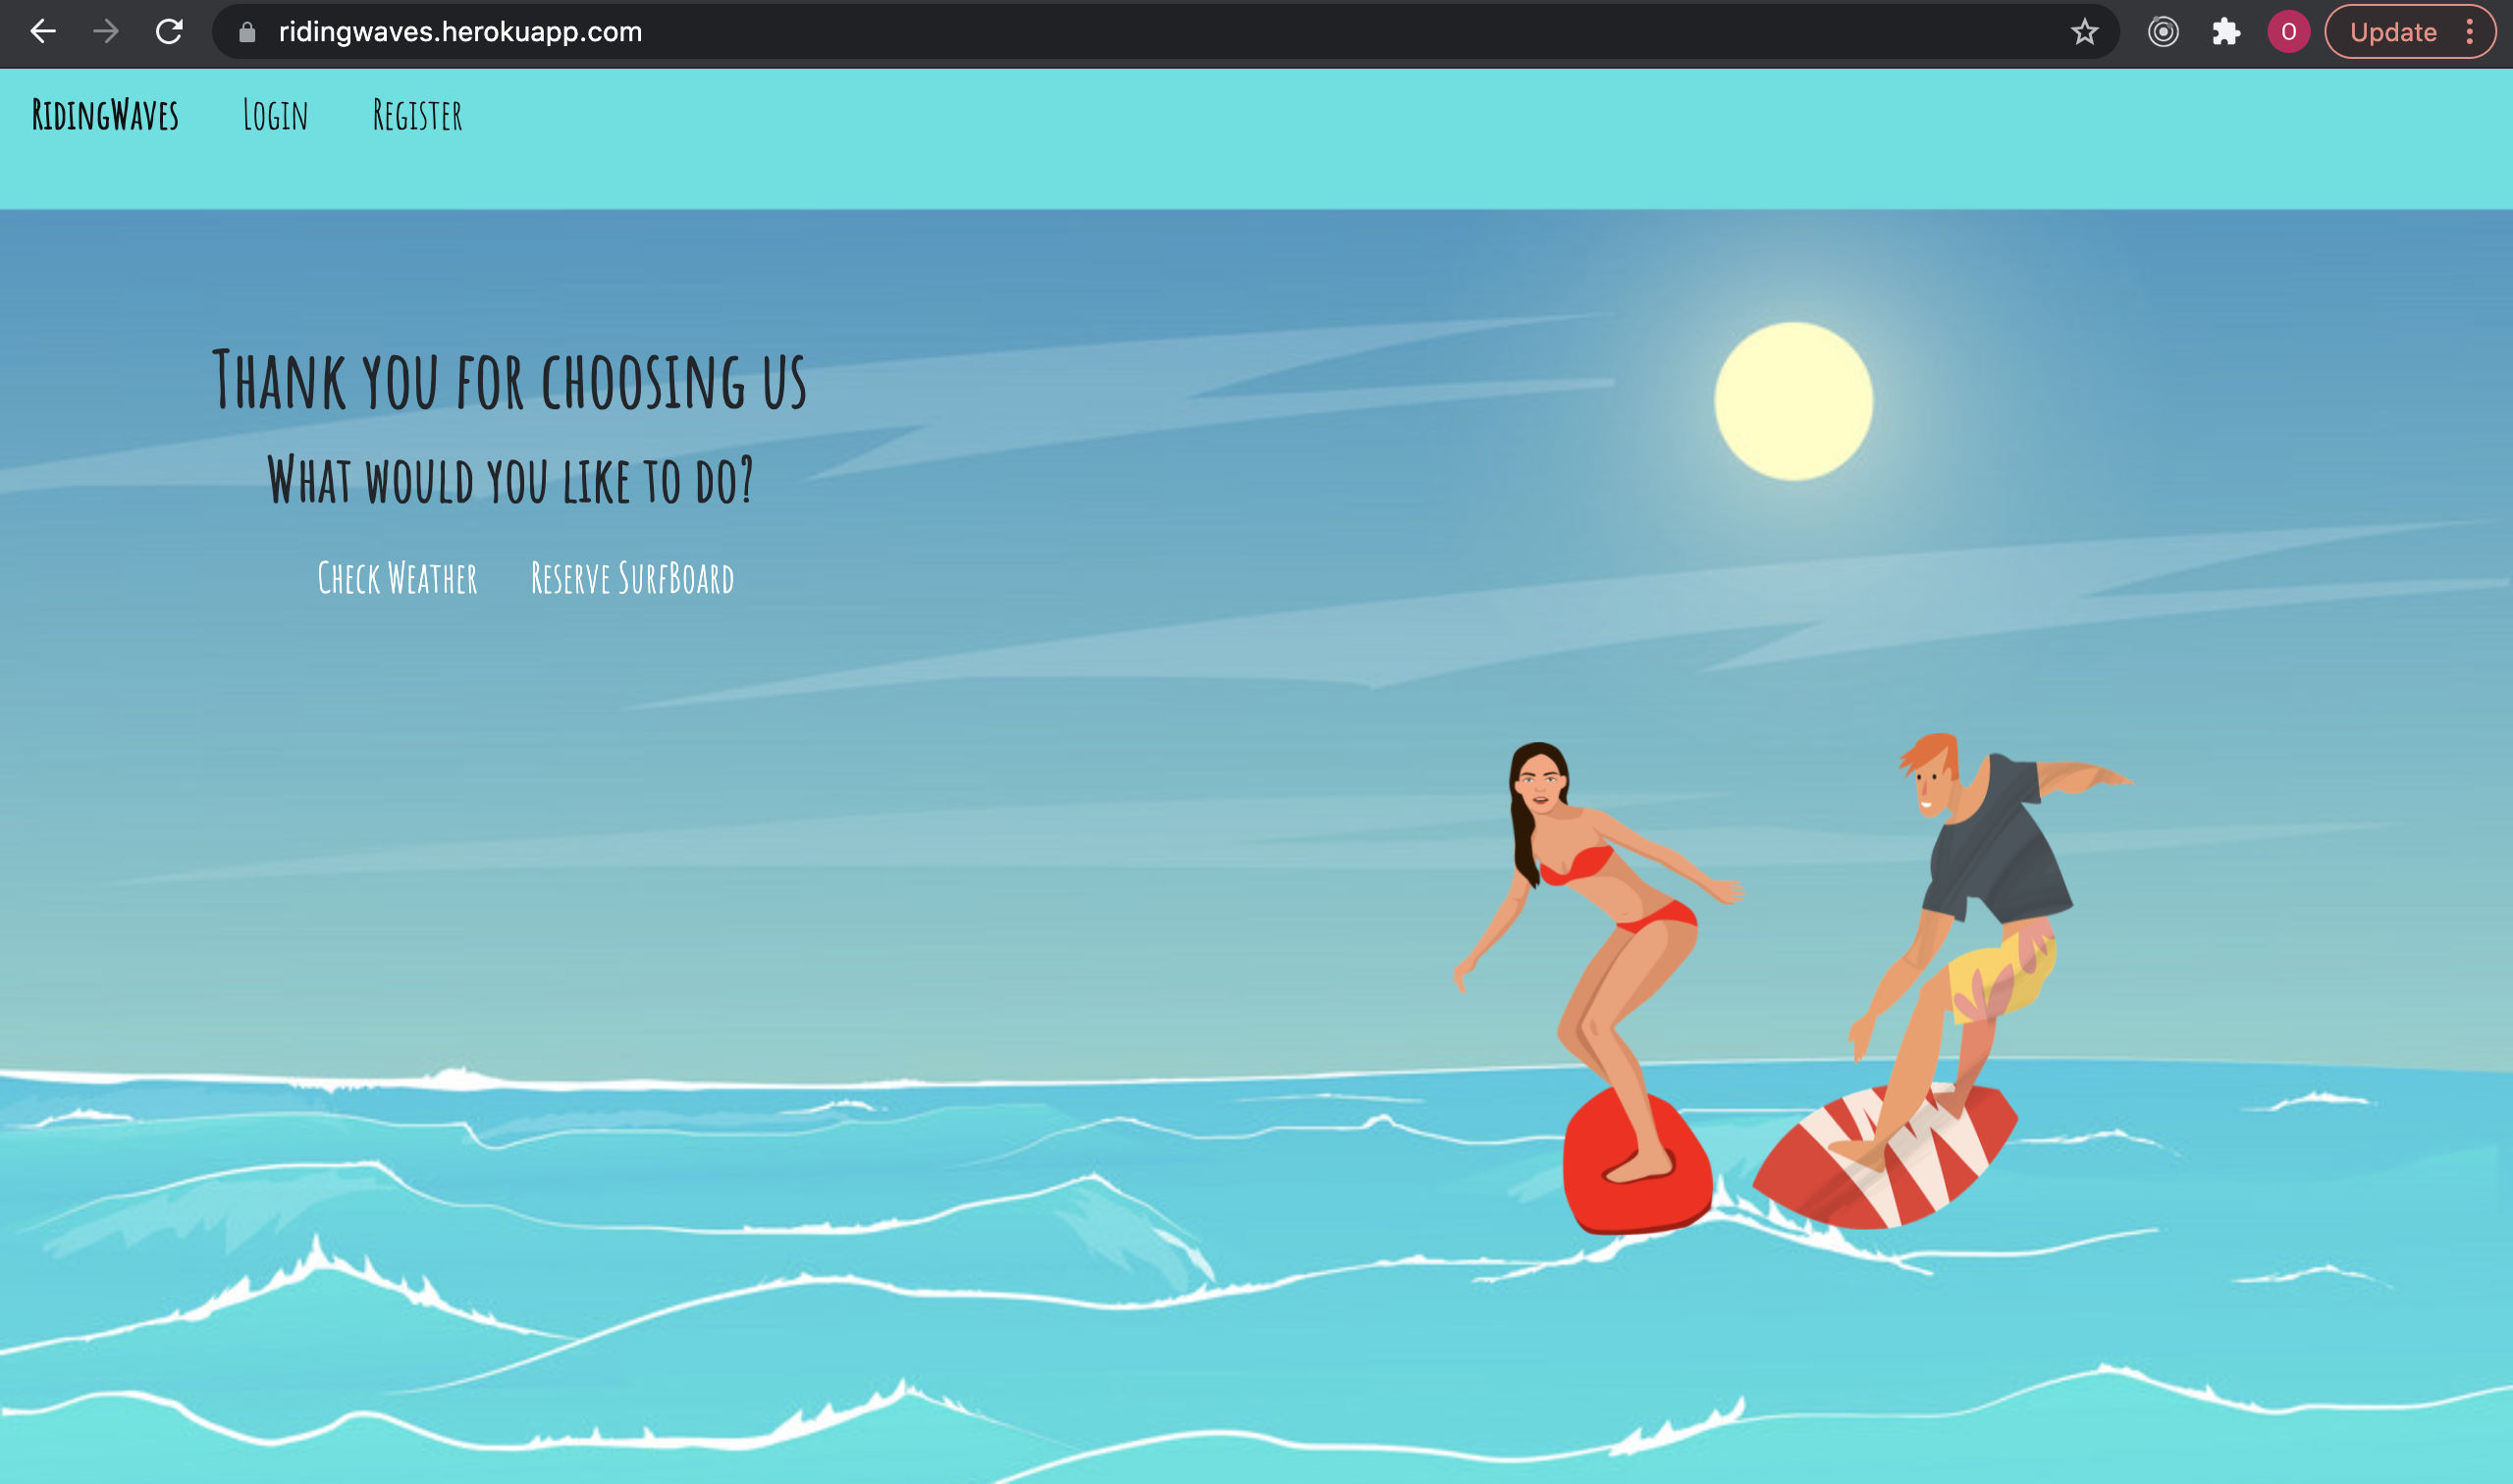 ridingwaves.herokuapp.com
O
Update
RidingWaves Login Register
Thank you for choosing us
What would you like to do?
Check Weather Reserve SurfBoard